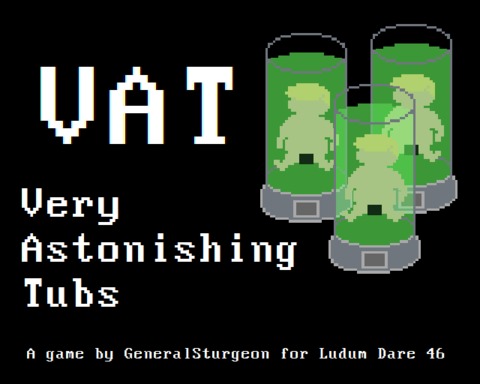 VAT
Very
Astonishing
Tubs
A game by GeneralSturgeon for Ludum Dare 46